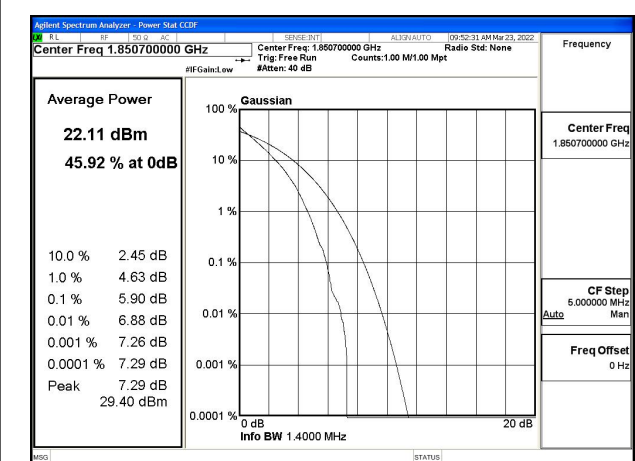 Agilent Spectrum Analyzer - Power Stat CCDF
LXI RL RF 50 Ω AC SENSE:INT ALIGN AUTO 09:52:31 AM Mar 23, 2022
Center Freq 1.850700000 GHz
Center Freq: 1.850700000 GHz Radio Std: None
Trig: Free Run Counts:1.00 M/1.00 Mpt
#IFGain:Low #Atten: 40 dB
Average Power
22.11 dBm
45.92 % at 0dB
10.0 % 2.45 dB
1.0 % 4.63 dB
0.1 % 5.90 dB
0.01 % 6.88 dB
0.001 % 7.26 dB
0.0001 % 7.29 dB
Peak 7.29 dB
29.40 dBm
Gaussian
100 %
10 %
1 %
0.1 %
0.01 %
0.001 %
0.0001 %
0 dB 20 dB
Info BW 1.4000 MHz
Frequency
Center Freq
1.850700000 GHz
CF Step
5.000000 MHz
Auto Man
Freq Offset
0 Hz
MSG STATUS